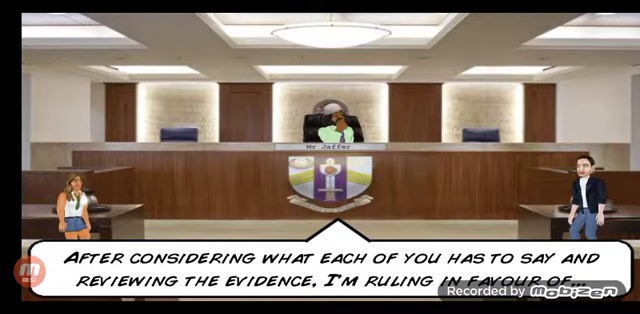 Mr Jaffer
After considering what each of you has to say and
reviewing the evidence, I'm ruling in favour of...
Recorded by
mobizen